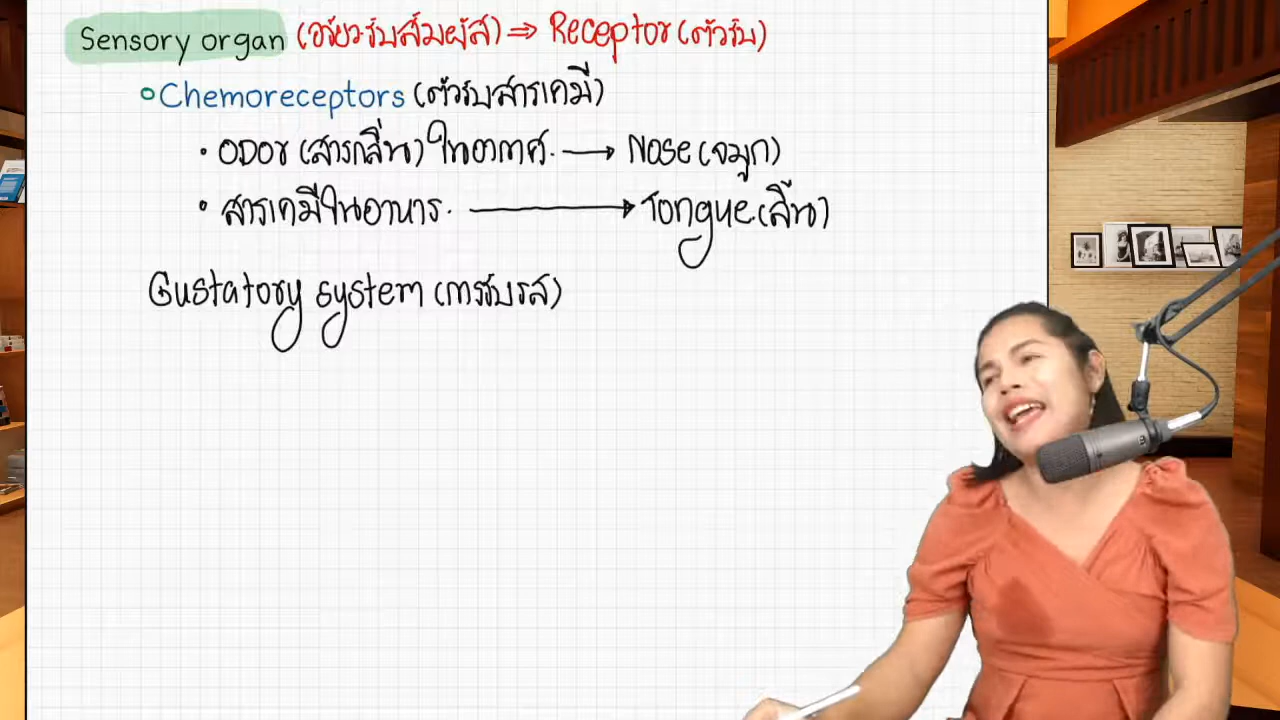 Sensory organ (อวัยวะรับสัมผัส) ⇒ Receptor (ตัวรับ)
Chemoreceptors (ตัวรับสารเคมี)
• ODOR (สารกลิ่น) ในอากาศ → Nose (จมูก)
• สารเคมีในอาหาร → Tongue (ลิ้น)
Gustatory system (การรับรส)